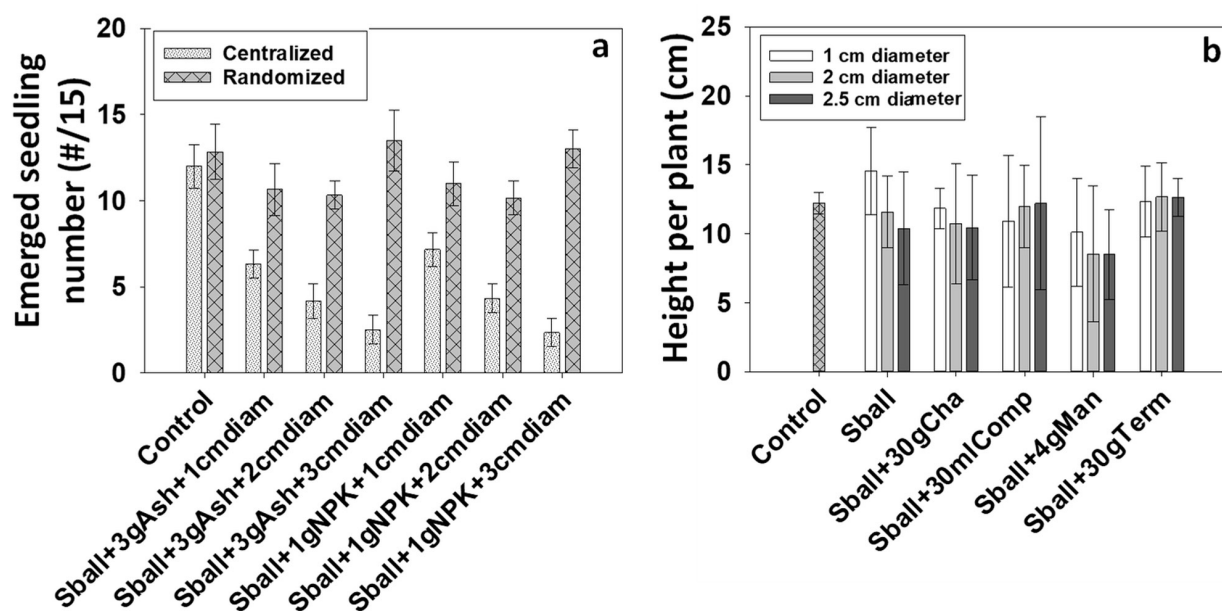 a
Centralized
Randomized
Emerged seedling
number (#/15)
20
15
10
5
0
Control
Sball+3gAsh+1cmdiam
Sball+3gAsh+2cmdiam
Sball+3gAsh+3cmdiam
Sball+1gNPK+1cmdiam
Sball+1gNPK+2cmdiam
Sball+1gNPK+3cmdiam
b
1 cm diameter
2 cm diameter
2.5 cm diameter
Height per plant (cm)
25
20
15
10
5
0
Control
Sball
Sball+30gCha
Sball+30mlComp
Sball+4gMan
Sball+30gTerm